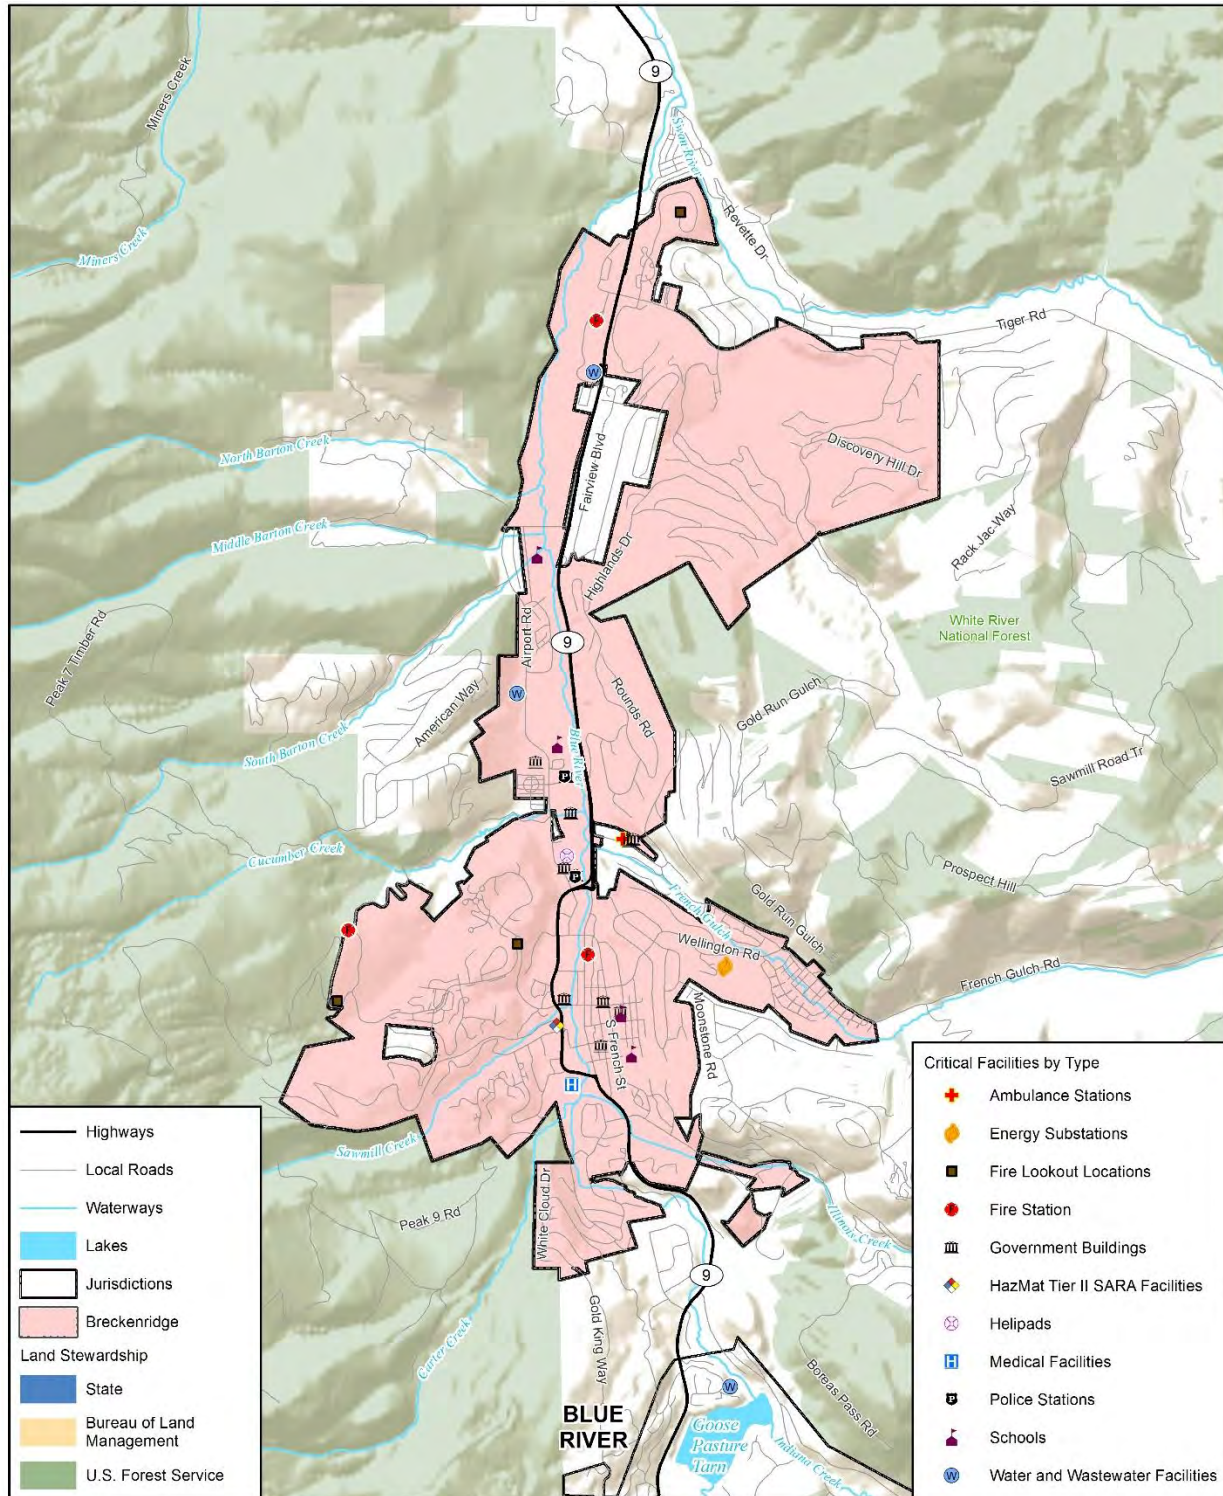 9
Miners Creek
Swan River
Revette Dr
Miners Creek
Tiger Rd
F
W
North Barton Creek
Fairview Blvd
Discovery Hill Dr
Middle Barton Creek
Highlands Dr
Rack Jac Way
Peak 7 Timber Rd
Airport Rd
White River
National Forest
9
American Way
Rounds Rd
Gold Run Gulch
W
South Barton Creek
Blue River
Sawmill Road Tr
P
Cucumber Creek
Prospect Hill
P
French Gulch
Gold Run Gulch
F
Wellington Rd
F
French Gulch Rd
Moonstone Rd
S French St
H
Sawmill Creek
Peak 9 Rd
White Cloud Dr
Illinois Creek
9
Carter Creek
Gold King Way
Boreas Pass Rd
W
BLUE
RIVER
Goose
Pasture
Tarn
Indiana Creek
Highways
Local Roads
Waterways
Lakes
Jurisdictions
Breckenridge
Land Stewardship
State
Bureau of Land
Management
U.S. Forest Service
Critical Facilities by Type
Ambulance Stations
Energy Substations
Fire Lookout Locations
F Fire Station
Government Buildings
HazMat Tier II SARA Facilities
Helipads
H Medical Facilities
P Police Stations
Schools
W Water and Wastewater Facilities